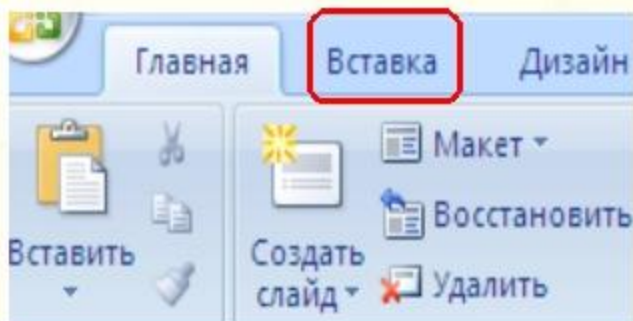 Главная Вставка Дизайн
Макет
Восстановить
Вставить
Создать
слайд
Удалить